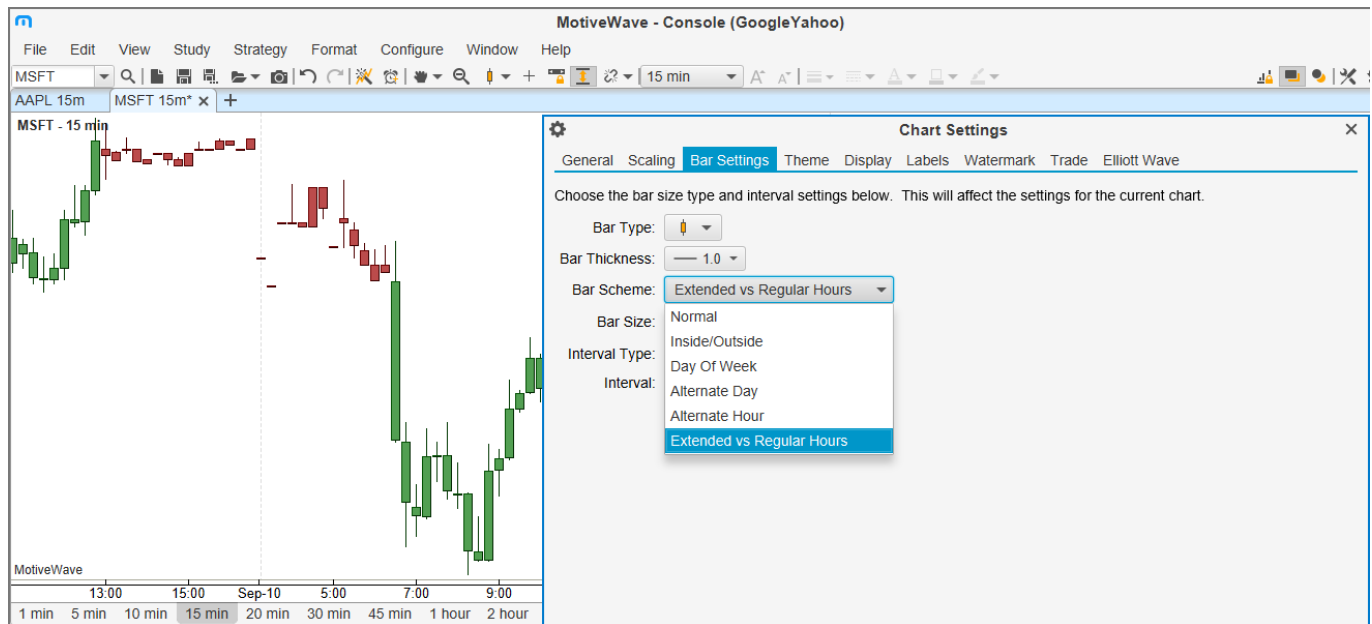 MotiveWave - Console (GoogleYahoo)
File Edit View Study Strategy Format Configure Window Help
MSFT 15 min
AAPL 15m MSFT 15m*
MSFT - 15 min
Chart Settings
General Scaling Bar Settings Theme Display Labels Watermark Trade Elliott Wave
Choose the bar size type and interval settings below. This will affect the settings for the current chart.
Bar Type:
Bar Thickness: 1.0
Bar Scheme: Extended vs Regular Hours
Normal
Bar Size:
Inside/Outside
Interval Type:
Day Of Week
Interval:
Alternate Day
Alternate Hour
Extended vs Regular Hours
MotiveWave
13:00 15:00 Sep-10 5:00 7:00 9:00
1 min 5 min 10 min 15 min 20 min 30 min 45 min 1 hour 2 hour